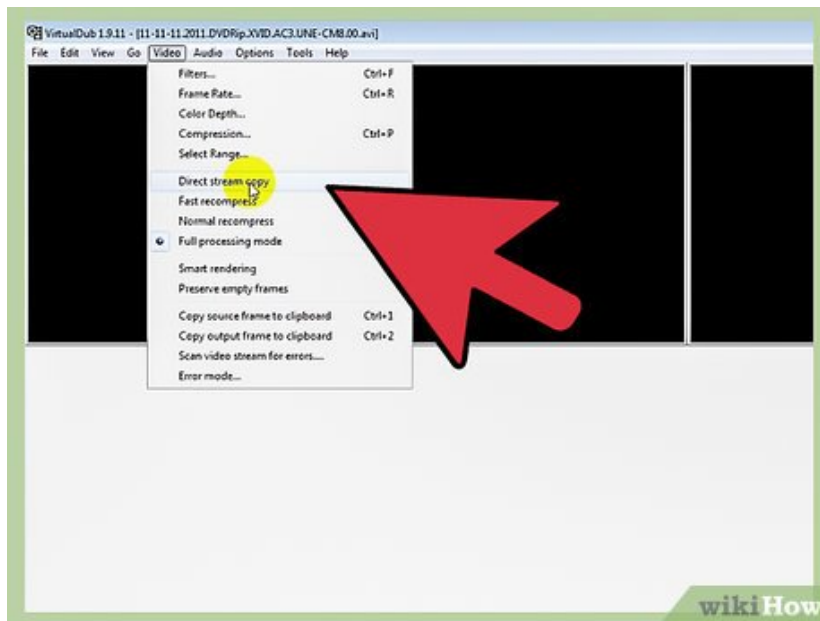 VirtualDub 1.9.11 - [11-11-11.2011.DVDRip.XVID.AC3.UNE-CM8.00.avi]
File Edit View Go Video Audio Options Tools Help
Filters... Ctrl+F
Frame Rate... Ctrl+R
Color Depth...
Compression... Ctrl+P
Select Range...
Direct stream copy
Fast recompress
Normal recompress
Full processing mode
Smart rendering
Preserve empty frames
Copy source frame to clipboard Ctrl+1
Copy output frame to clipboard Ctrl+2
Scan video stream for errors...
Error mode...
wikiHow